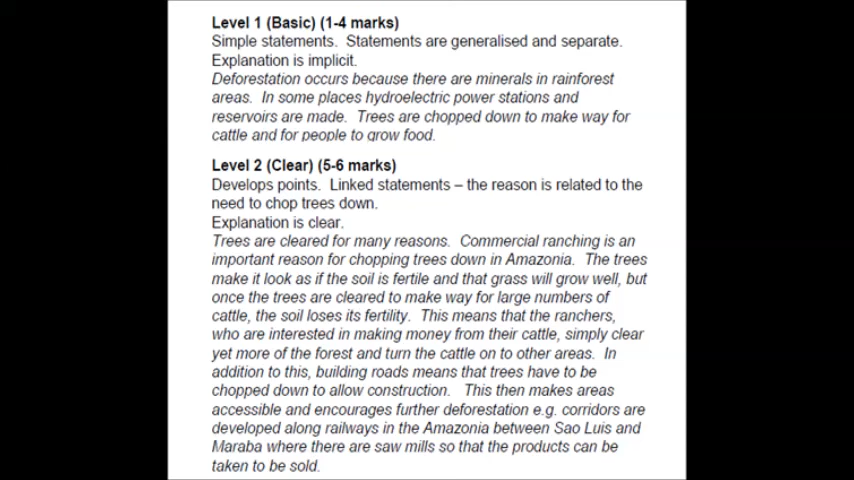 Level 1 (Basic) (1-4 marks)
Simple statements. Statements are generalised and separate.
Explanation is implicit.
Deforestation occurs because there are minerals in rainforest
areas. In some places hydroelectric power stations and
reservoirs are made. Trees are chopped down to make way for
cattle and for people to grow food.
Level 2 (Clear) (5-6 marks)
Develops points. Linked statements – the reason is related to the
need to chop trees down.
Explanation is clear.
Trees are cleared for many reasons. Commercial ranching is an
important reason for chopping trees down in Amazonia. The trees
make it look as if the soil is fertile and that grass will grow well, but
once the trees are cleared to make way for large numbers of
cattle, the soil loses its fertility. This means that the ranchers,
who are interested in making money from their cattle, simply clear
yet more of the forest and turn the cattle on to other areas. In
addition to this, building roads means that trees have to be
chopped down to allow construction. This then makes areas
accessible and encourages further deforestation e.g. corridors are
developed along railways in the Amazonia between Sao Luis and
Maraba where there are saw mills so that the products can be
taken to be sold.